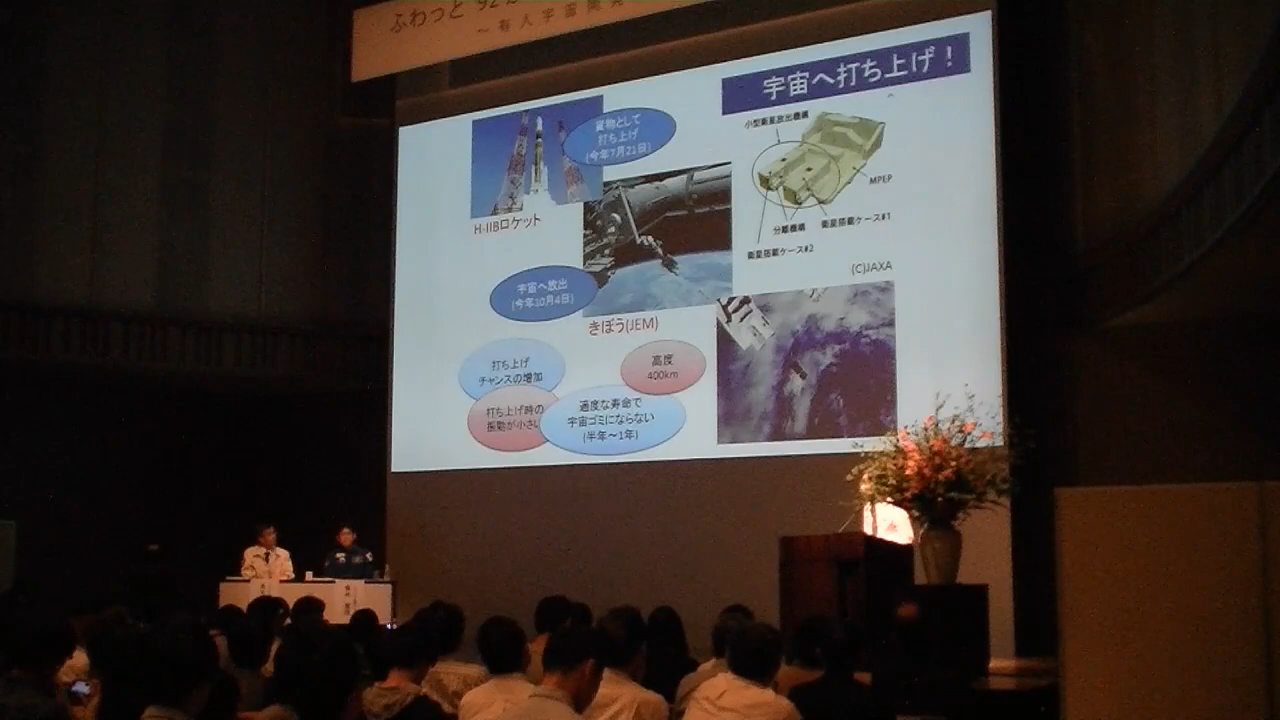 ふわっと '92
～有人宇宙開発
宇宙へ打ち上げ！
貨物として
打ち上げ
(今年7月21日)
H-IIBロケット
小型衛星放出機構
MPEP
衛星搭載ケース#1
分離機構
衛星搭載ケース#2
(C)JAXA
宇宙へ放出
(今年10月4日)
きぼう(JEM)
打ち上げ
チャンスの増加
高度
400km
打ち上げ時の
振動が小さい
適度な寿命で
宇宙ゴミにならない
(半年～1年)